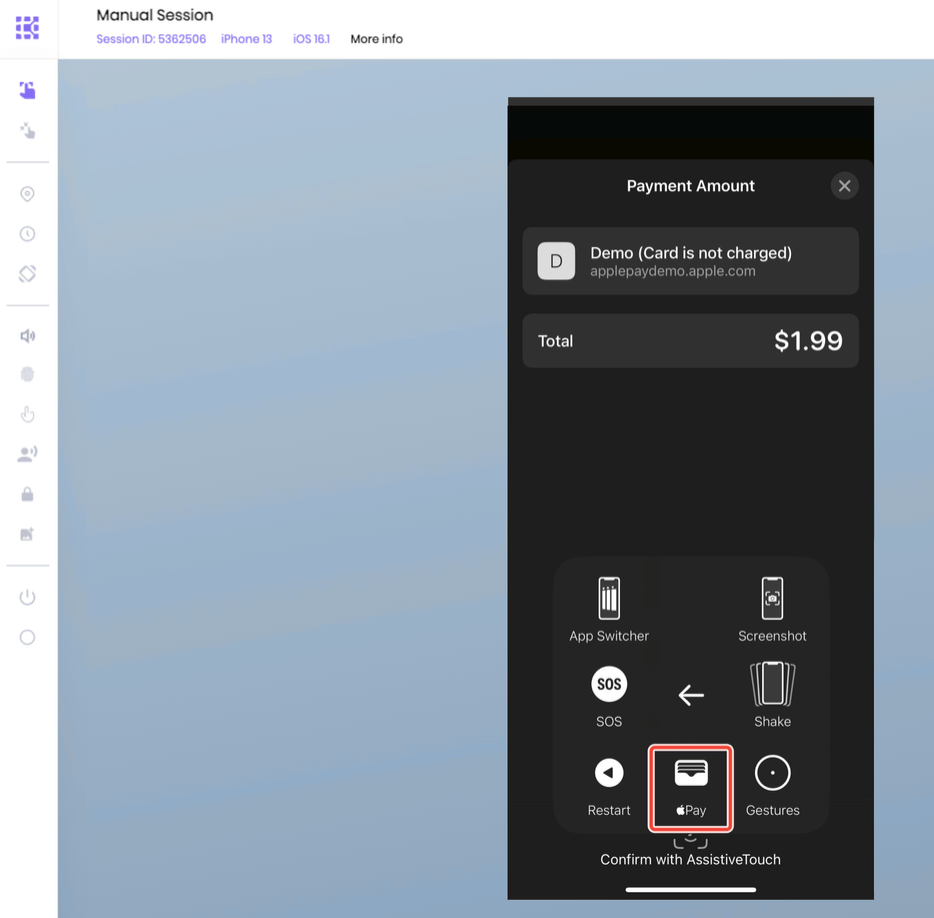 Manual Session
Session ID: 5362506 iPhone 13 iOS 16.1 More info
Payment Amount
D
Demo (Card is not charged)
applepaydemo.apple.com
Total $1.99
App Switcher Screenshot
SOS
SOS Shake
Restart Pay Gestures
Confirm with AssistiveTouch